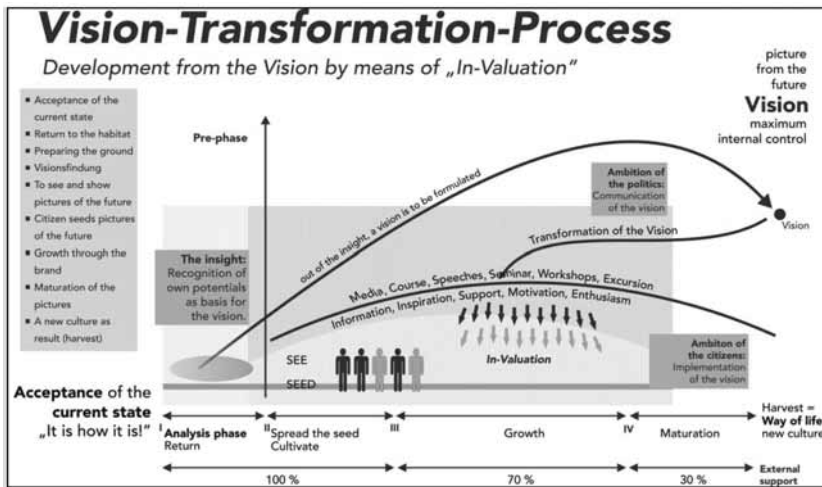 Vision-Transformation-Process
Development from the Vision by means of „In-Valuation"
picture
from the
future
Vision
maximum
internal control
▪ Acceptance of the
current state
▪ Return to the habitat
▪ Preparing the ground
▪ Visionsfindung
▪ To see and show
pictures of the future
▪ Citizen seeds pictures
of the future
▪ Growth through the
brand
▪ Maturation of the
pictures
▪ A new culture as
result (harvest)
Pre-phase
out of the insight, a vision is to be formulated
Ambition of
the politics:
Communication
of the vision
Vision
Transformation of the Vision
The insight:
Recognition of
own potentials
as basis for
the vision.
Media, Course, Speeches, Seminar, Workshops, Excursion
Information, Inspiration, Support, Motivation, Enthusiasm
In-Valuation
SEE
SEED
Ambiton of
the citizens:
Implementation
of the vision
Acceptance of the
current state
„It is how it is!"
I
II
III
IV
Analysis phase
Return
Spread the seed
Cultivate
Growth
Maturation
Harvest =
Way of life
new culture
100 %
70 %
30 %
External
support